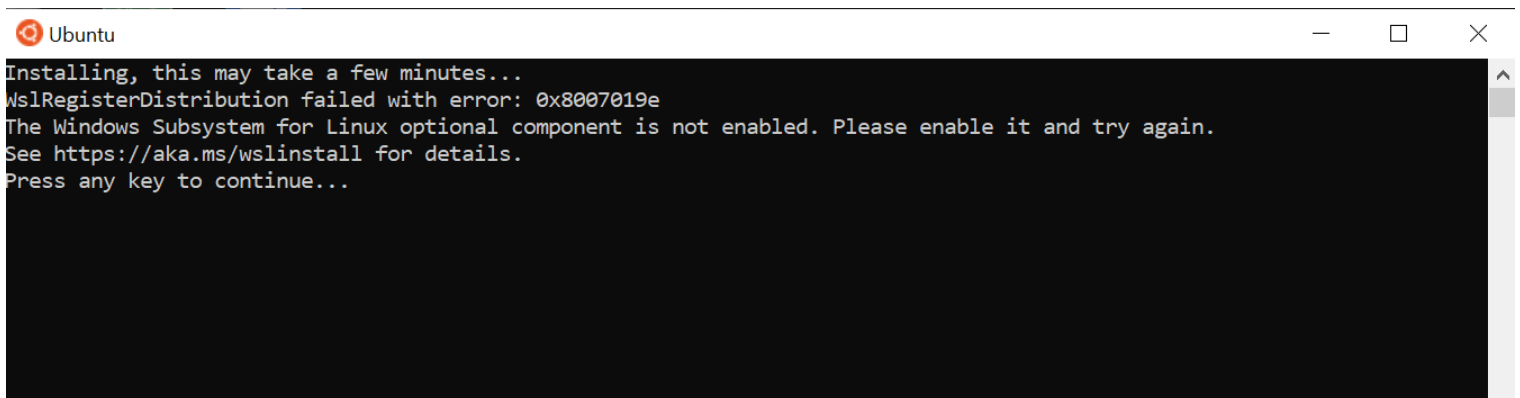 Ubuntu
Installing, this may take a few minutes...
WslRegisterDistribution failed with error: 0x8007019e
The Windows Subsystem for Linux optional component is not enabled. Please enable it and try again.
See https://aka.ms/wslinstall for details.
Press any key to continue...